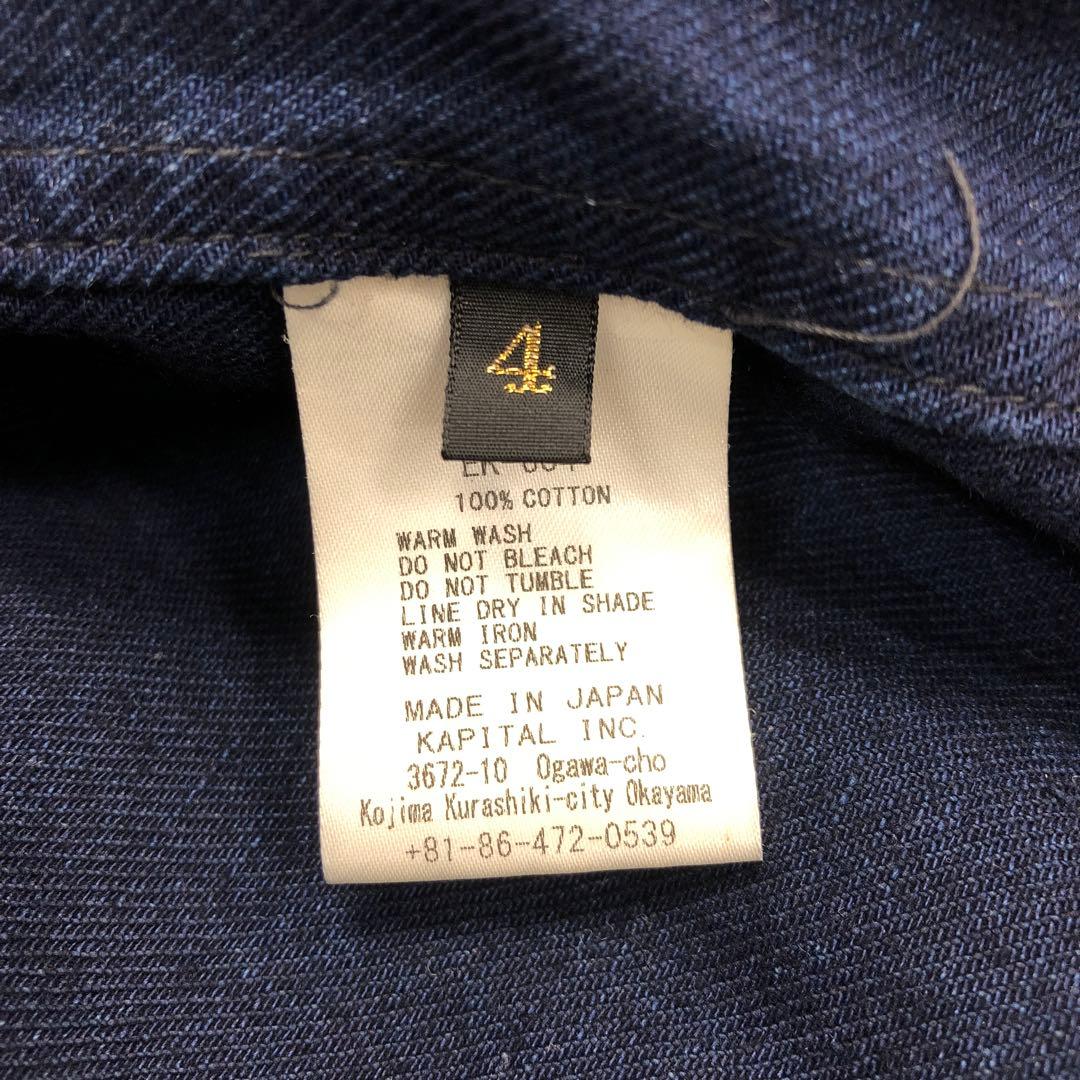 4
100% COTTON
WARM WASH
DO NOT BLEACH
DO NOT TUMBLE
LINE DRY IN SHADE
WARM IRON
WASH SEPARATELY
MADE IN JAPAN
KAPITAL INC.
3672-10 Ogawa-cho
Kojima Kurashiki-city Okayama
+81-86-472-0539